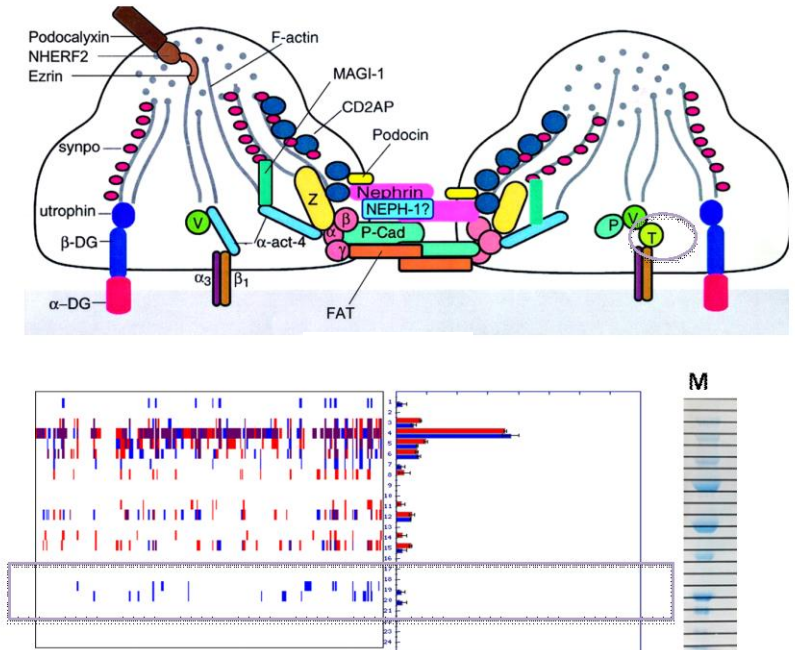 Podocalyxin
NHERF2
Ezrin
F-actin
MAGI-1
CD2AP
Podocin
synpo
utrophin
β-DG
α-DG
V
α3
β1
α-act-4
Z
Nephrin
NEPH-1?
α
β
γ
P-Cad
FAT
P
V
T
M
1
2
3
4
5
6
7
8
9
10
11
12
13
14
15
16
17
18
19
20
21
22
23
24